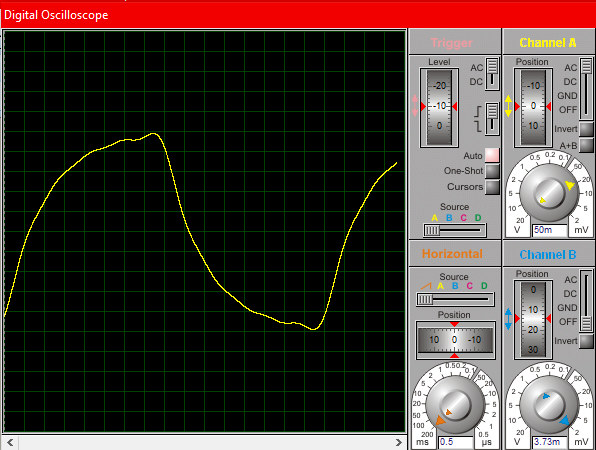 Digital Oscilloscope
Trigger
Level
-20
-10
0
AC
DC
Auto
One-Shot
Cursors
Source
A B C D
Channel A
Position
-10
0
10
AC
DC
GND
OFF
Invert
A+B
20 10 5 2 1 0.5 0.2 0.1 50 20 10 5 2
V 50m mV
Horizontal
Source
A B C D
Position
10 0 -10
200 100 50 20 10 5 2 1 0.5 0.2 0.1 50 20 10 5 2 1 0.5
ms 0.5 µs
Channel B
Position
0
10
20
30
AC
DC
GND
OFF
Invert
20 10 5 2 1 0.5 0.2 0.1 50 20 10 5 2
V 3.73m mV